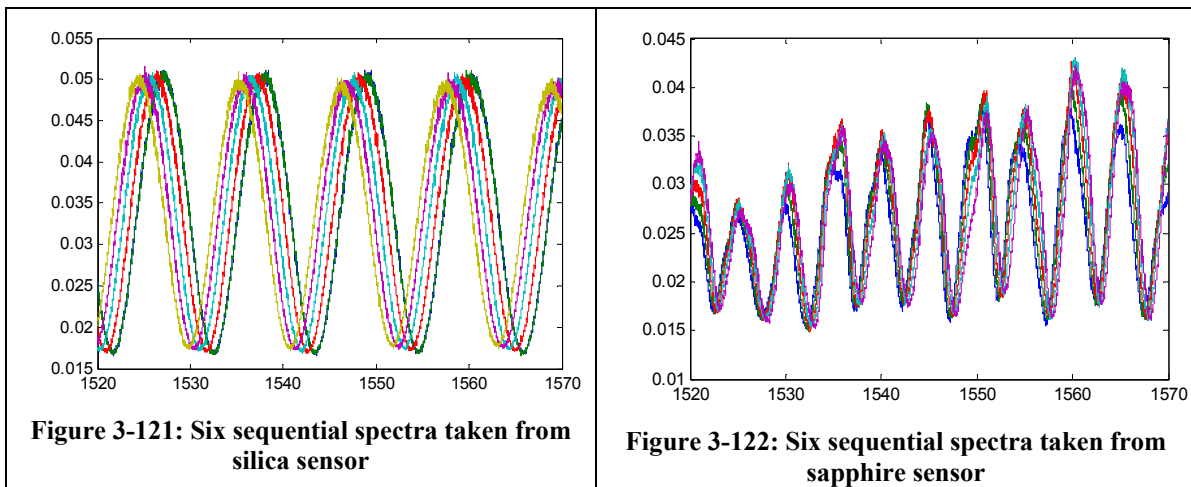 0.055
0.05
0.045
0.04
0.035
0.03
0.025
0.02
0.015
1520 1530 1540 1550 1560 1570
Figure 3-121: Six sequential spectra taken from
silica sensor
0.045
0.04
0.035
0.03
0.025
0.02
0.015
0.01
1520 1530 1540 1550 1560 1570
Figure 3-122: Six sequential spectra taken from
sapphire sensor